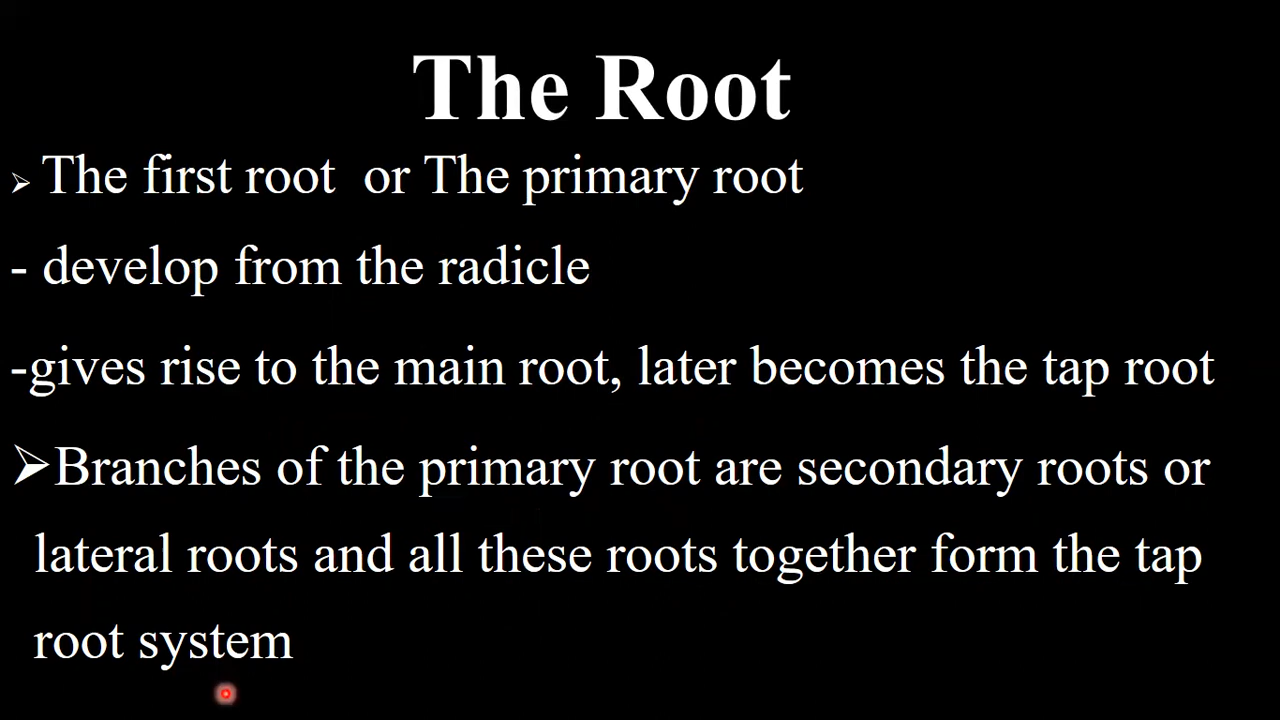 The Root
➢ The first root or The primary root
- develop from the radicle
-gives rise to the main root, later becomes the tap root
➢Branches of the primary root are secondary roots or
lateral roots and all these roots together form the tap
root system